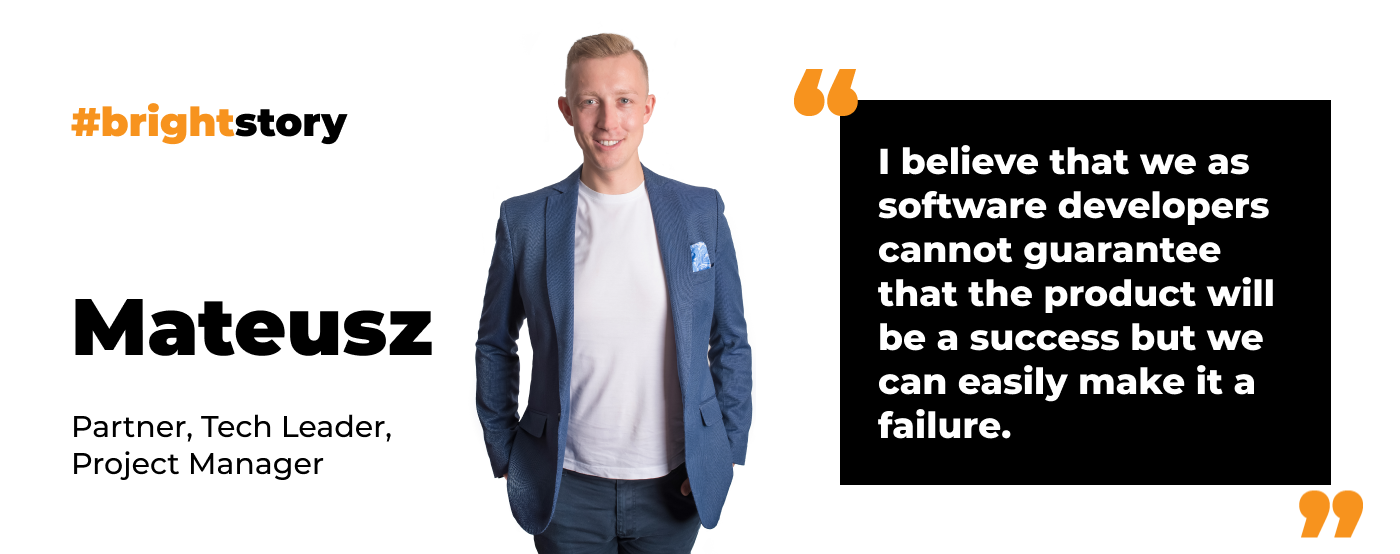 #brightstory
Mateusz
Partner, Tech Leader,
Project Manager
“
I believe that we as
software developers
cannot guarantee
that the product will
be a success but we
can easily make it a
failure.
”